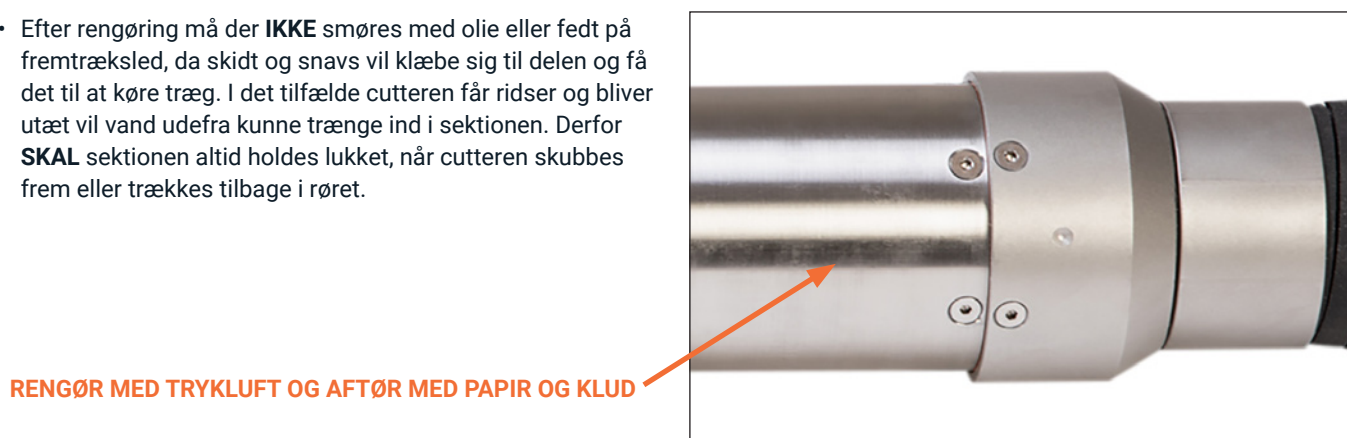 • Efter rengøring må der IKKE smøres med olie eller fedt på
fremtræksled, da skidt og snavs vil klæbe sig til delen og få
det til at køre træg. I det tilfælde cutteren får ridser og bliver
utæt vil vand udefra kunne trænge ind i sektionen. Derfor
SKAL sektionen altid holdes lukket, når cutteren skubbes
frem eller trækkes tilbage i røret.
RENGØR MED TRYKLUFT OG AFTØR MED PAPIR OG KLUD